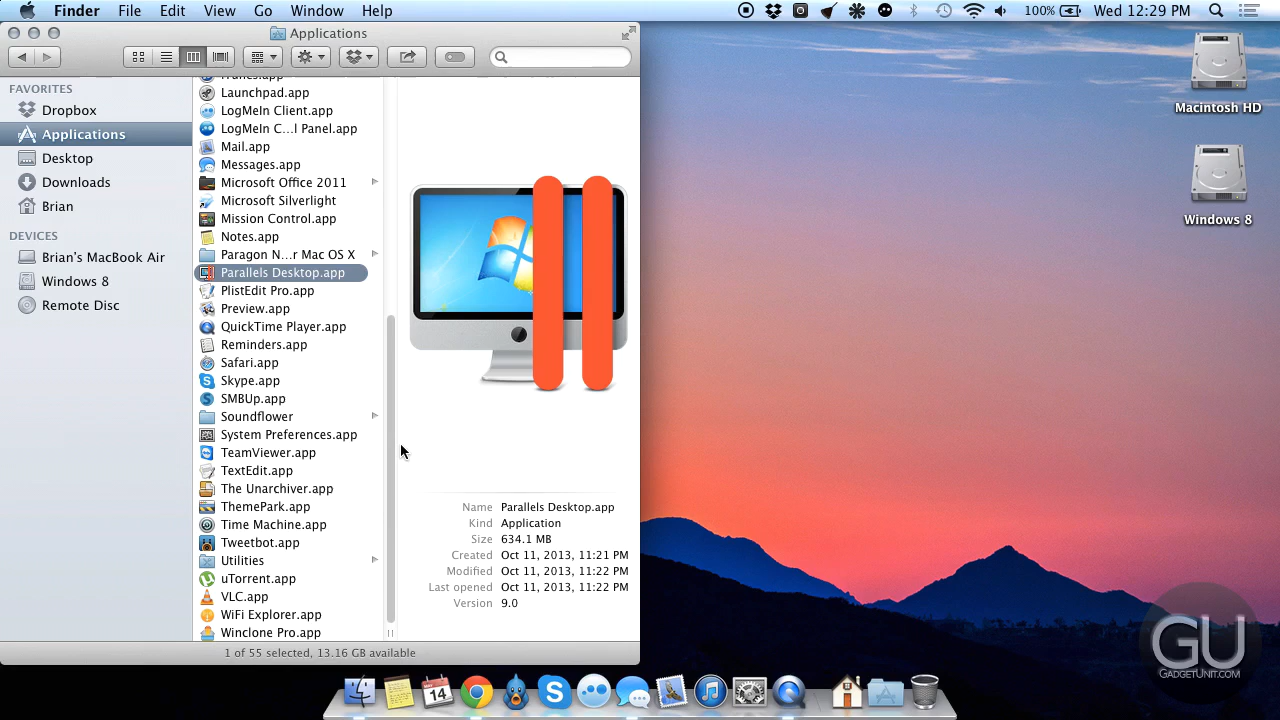 Finder File Edit View Go Window Help
100% Wed 12:29 PM
Applications
FAVORITES
Dropbox
Applications
Desktop
Downloads
Brian
DEVICES
Brian's MacBook Air
Windows 8
Remote Disc
iTunes.app
Launchpad.app
LogMeIn Client.app
LogMeIn C...l Panel.app
Mail.app
Messages.app
Microsoft Office 2011
Microsoft Silverlight
Mission Control.app
Notes.app
Paragon N...r Mac OS X
Parallels Desktop.app
PlistEdit Pro.app
Preview.app
QuickTime Player.app
Reminders.app
Safari.app
Skype.app
SMBUp.app
Soundflower
System Preferences.app
TeamViewer.app
TextEdit.app
The Unarchiver.app
ThemePark.app
Time Machine.app
Tweetbot.app
Utilities
uTorrent.app
VLC.app
WiFi Explorer.app
Winclone Pro.app
Name Parallels Desktop.app
Kind Application
Size 634.1 MB
Created Oct 11, 2013, 11:21 PM
Modified Oct 11, 2013, 11:22 PM
Last opened Oct 11, 2013, 11:22 PM
Version 9.0
1 of 55 selected, 13.16 GB available
Macintosh HD
Windows 8
14
GU
GADGETUNIT.COM